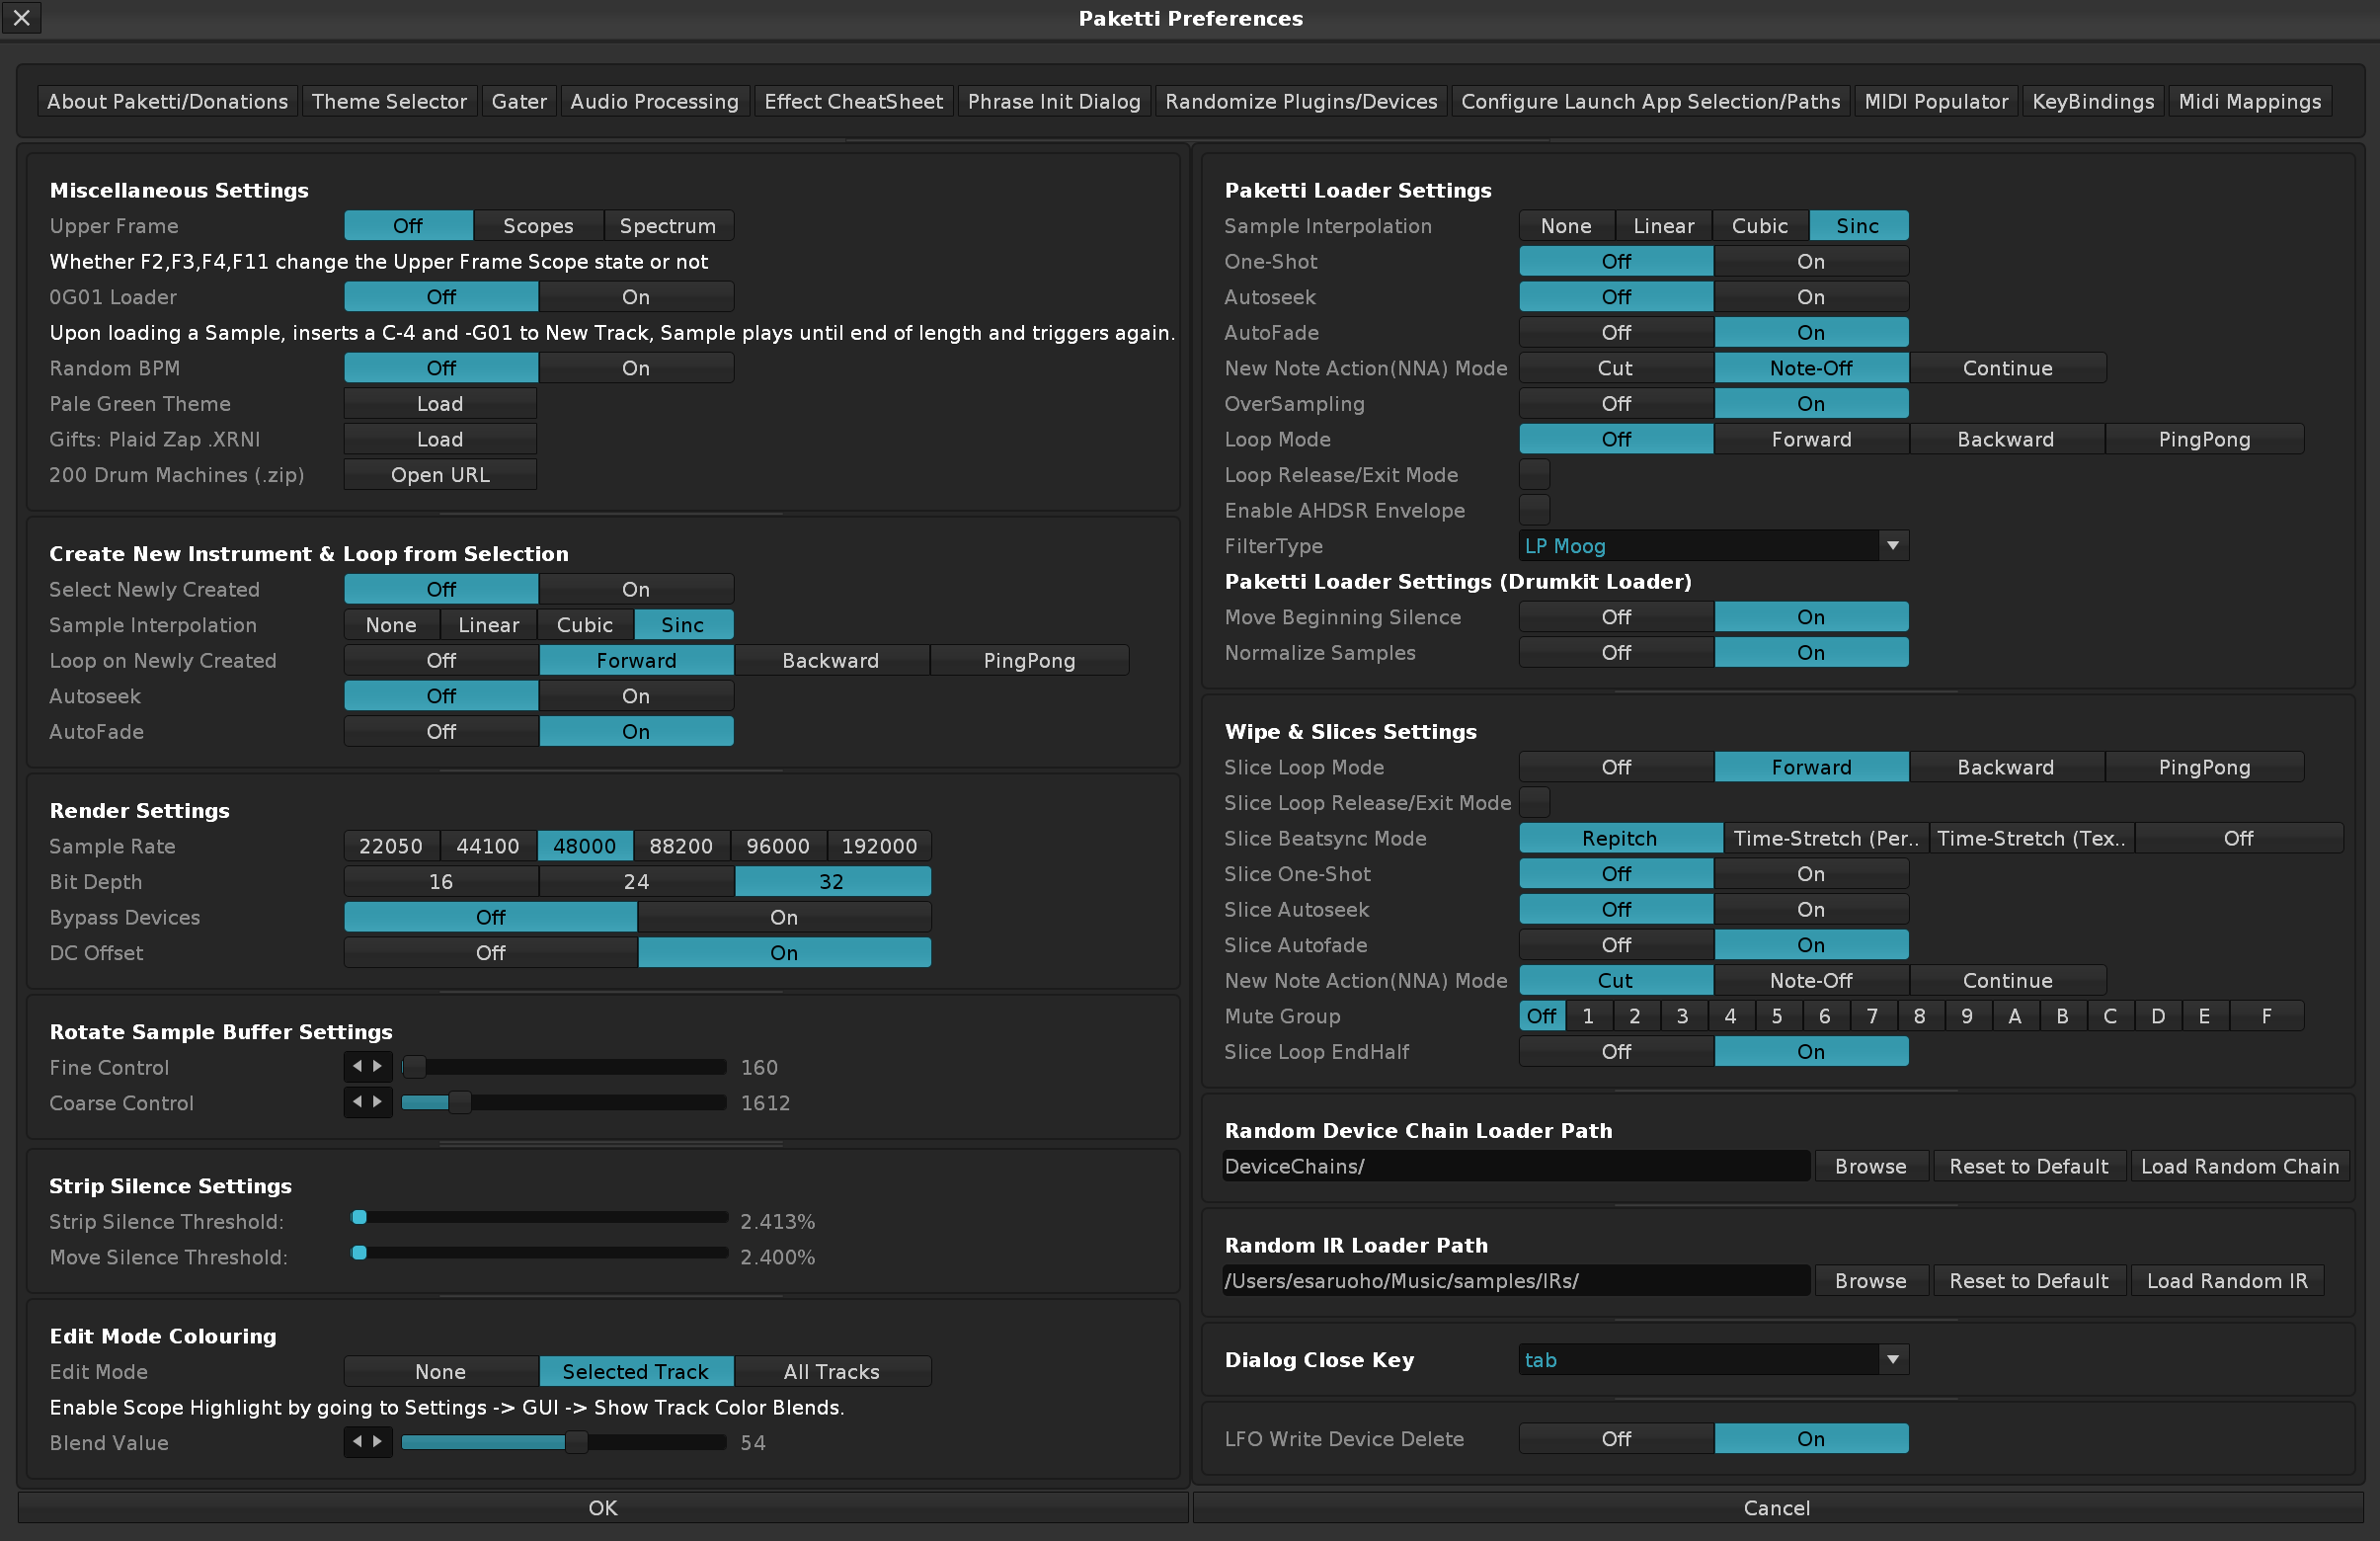 Paketti Preferences
About Paketti/Donations Theme Selector Gater Audio Processing Effect CheatSheet Phrase Init Dialog Randomize Plugins/Devices Configure Launch App Selection/Paths MIDI Populator KeyBindings Midi Mappings
Miscellaneous Settings
Upper Frame Off Scopes Spectrum
Whether F2,F3,F4,F11 change the Upper Frame Scope state or not
0G01 Loader Off On
Upon loading a Sample, inserts a C-4 and -G01 to New Track, Sample plays until end of length and triggers again.
Random BPM Off On
Pale Green Theme Load
Gifts: Plaid Zap .XRNI Load
200 Drum Machines (.zip) Open URL
Create New Instrument & Loop from Selection
Select Newly Created Off On
Sample Interpolation None Linear Cubic Sinc
Loop on Newly Created Off Forward Backward PingPong
Autoseek Off On
AutoFade Off On
Render Settings
Sample Rate 22050 44100 48000 88200 96000 192000
Bit Depth 16 24 32
Bypass Devices Off On
DC Offset Off On
Rotate Sample Buffer Settings
Fine Control 160
Coarse Control 1612
Strip Silence Settings
Strip Silence Threshold: 2.413%
Move Silence Threshold: 2.400%
Edit Mode Colouring
Edit Mode None Selected Track All Tracks
Enable Scope Highlight by going to Settings -> GUI -> Show Track Color Blends.
Blend Value 54
OK
Paketti Loader Settings
Sample Interpolation None Linear Cubic Sinc
One-Shot Off On
Autoseek Off On
AutoFade Off On
New Note Action(NNA) Mode Cut Note-Off Continue
OverSampling Off On
Loop Mode Off Forward Backward PingPong
Loop Release/Exit Mode
Enable AHDSR Envelope
FilterType LP Moog
Paketti Loader Settings (Drumkit Loader)
Move Beginning Silence Off On
Normalize Samples Off On
Wipe & Slices Settings
Slice Loop Mode Off Forward Backward PingPong
Slice Loop Release/Exit Mode
Slice Beatsync Mode Repitch Time-Stretch (Per.. Time-Stretch (Tex.. Off
Slice One-Shot Off On
Slice Autoseek Off On
Slice Autofade Off On
New Note Action(NNA) Mode Cut Note-Off Continue
Mute Group Off 1 2 3 4 5 6 7 8 9 A B C D E F
Slice Loop EndHalf Off On
Random Device Chain Loader Path
DeviceChains/ Browse Reset to Default Load Random Chain
Random IR Loader Path
/Users/esaruoho/Music/samples/IRs/ Browse Reset to Default Load Random IR
Dialog Close Key tab
LFO Write Device Delete Off On
Cancel